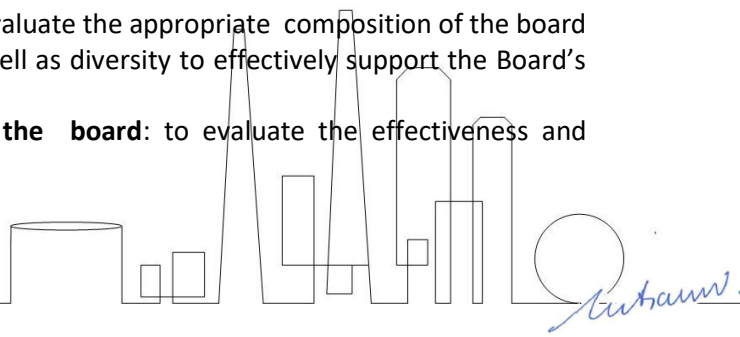 valuate the appropriate composition of the board
ell as diversity to effectively support the Board's
the board: to evaluate the effectiveness and